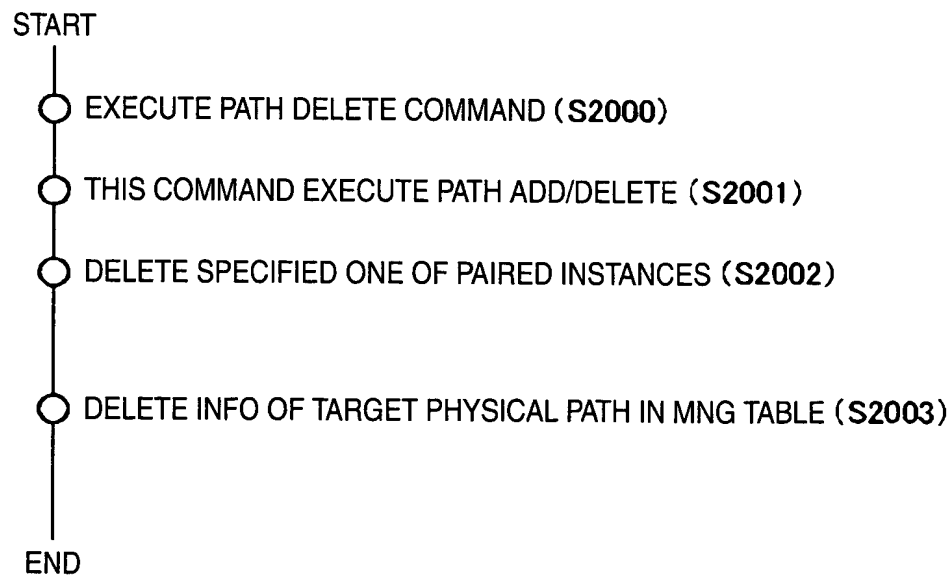 START
EXECUTE PATH DELETE COMMAND (S2000)
THIS COMMAND EXECUTE PATH ADD/DELETE (S2001)
DELETE SPECIFIED ONE OF PAIRED INSTANCES (S2002)
DELETE INFO OF TARGET PHYSICAL PATH IN MNG TABLE (S2003)
END